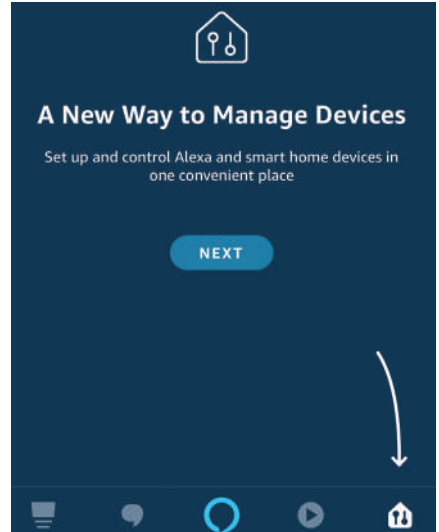 A New Way to Manage Devices
Set up and control Alexa and smart home devices in
one convenient place
NEXT